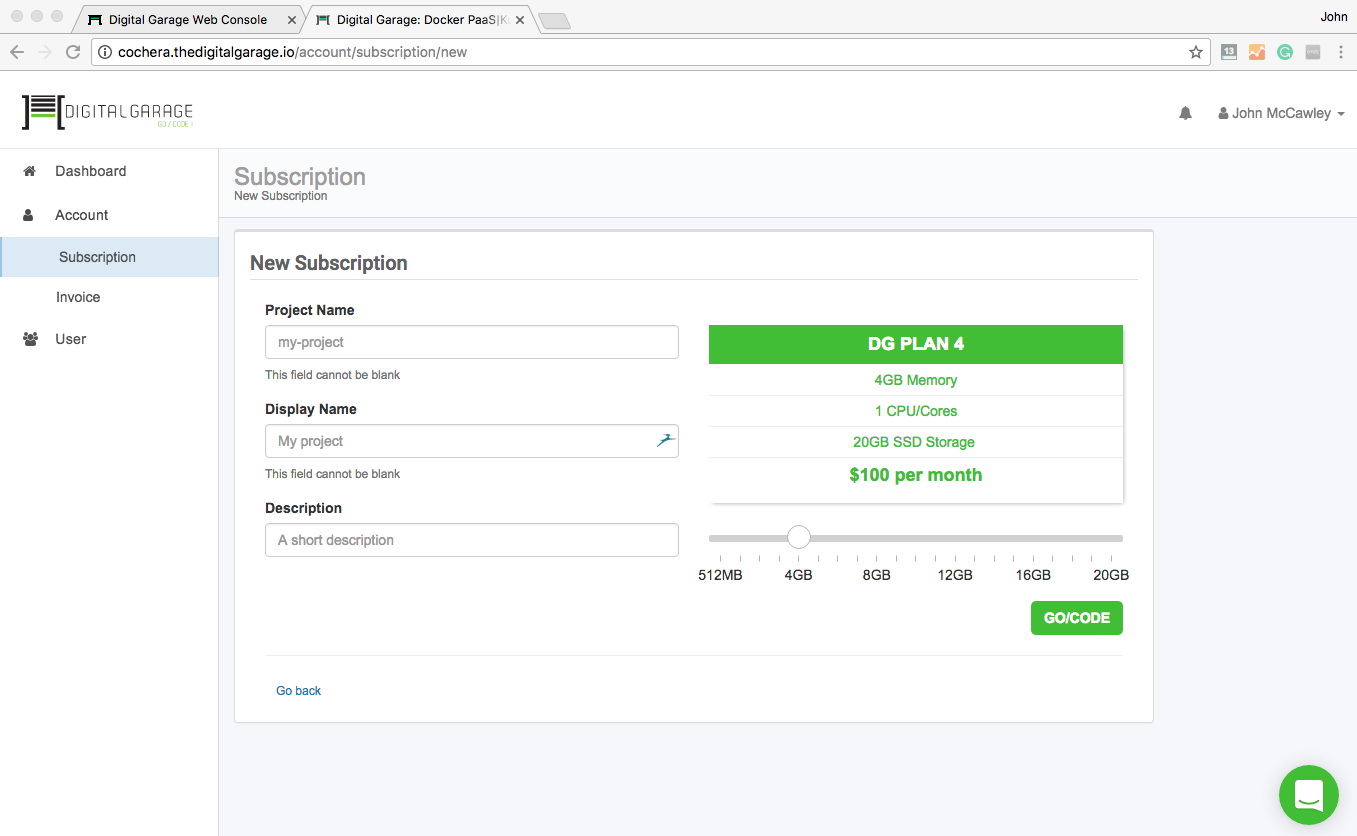 Digital Garage Web Console
Digital Garage: Docker PaaS|K
John
cochera.thedigitalgarage.io/account/subscription/new
13
DIGITAL GARAGE
GO / CODE !
John McCawley
Dashboard
Account
Subscription
Invoice
User
Subscription
New Subscription
New Subscription
Project Name
my-project
This field cannot be blank
Display Name
My project
This field cannot be blank
Description
A short description
DG PLAN 4
4GB Memory
1 CPU/Cores
20GB SSD Storage
$100 per month
512MB 4GB 8GB 12GB 16GB 20GB
GO/CODE
Go back